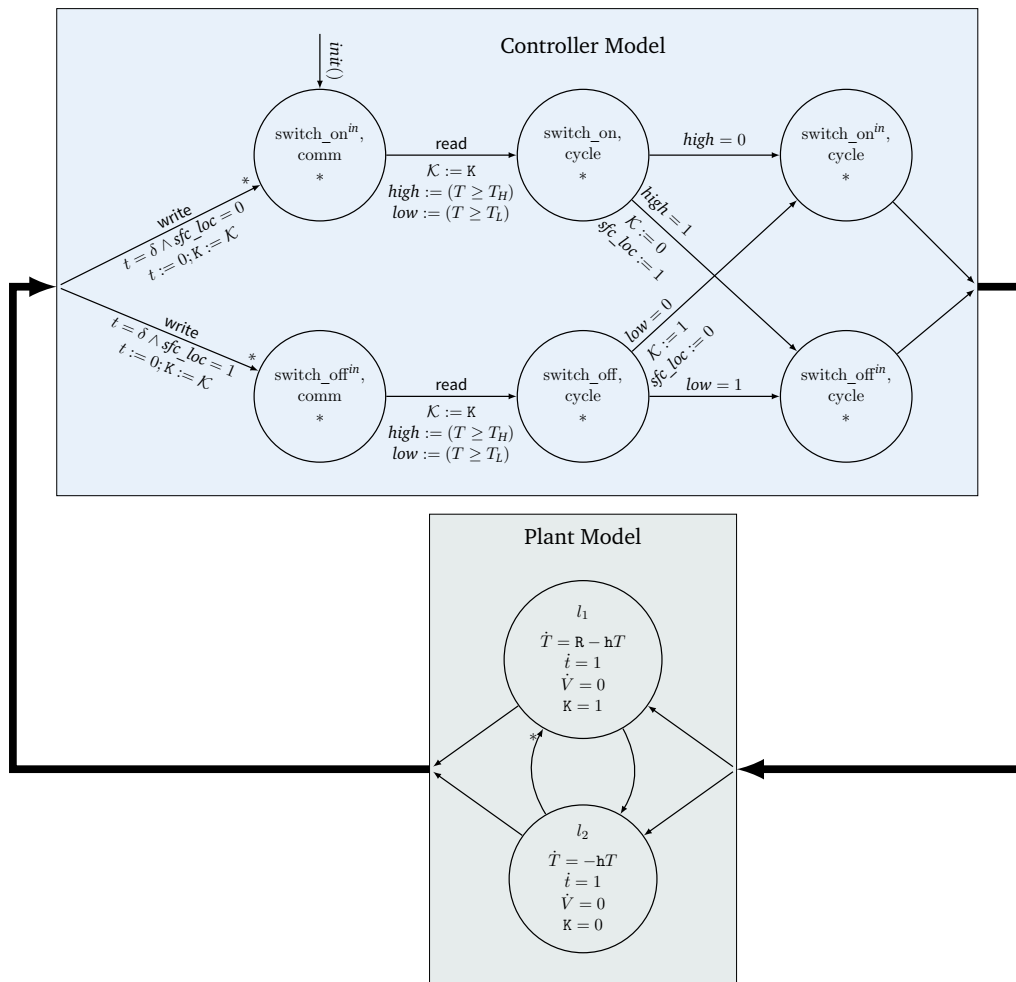 Controller Model
init()
switch_on^in,
comm
*
read
𝒦 := K
high := (T ≥ T_H)
low := (T ≥ T_L)
switch_on,
cycle
*
high = 0
switch_on^in,
cycle
*
high = 1
𝒦 := 0
sfc_loc := 1
*
write
t = δ ∧ sfc_loc = 0
t := 0; K := 𝒦
write
t = δ ∧ sfc_loc = 1
t := 0; K := 𝒦
*
switch_off^in,
comm
*
read
𝒦 := K
high := (T ≥ T_H)
low := (T ≥ T_L)
switch_off,
cycle
*
low = 0
𝒦 := 1
sfc_loc := 0
low = 1
switch_off^in,
cycle
*
Plant Model
l_1
Ṫ = R − hT
ṫ = 1
V̇ = 0
K = 1
*
l_2
Ṫ = −hT
ṫ = 1
V̇ = 0
K = 0